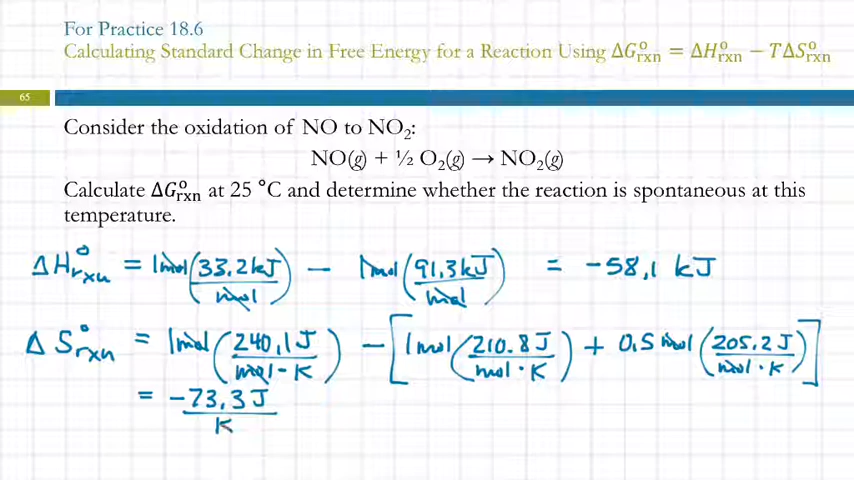 For Practice 18.6
Calculating Standard Change in Free Energy for a Reaction Using ΔG°rxn = ΔH°rxn − TΔS°rxn
65
Consider the oxidation of NO to NO₂:
NO(g) + ½ O₂(g) → NO₂(g)
Calculate ΔG°rxn at 25 °C and determine whether the reaction is spontaneous at this
temperature.
ΔH°rxn = 1mol(33.2kJ/mol) − 1mol(91.3kJ/mol) = −58.1 kJ
ΔS°rxn = 1mol(240.1J/mol·K) − [1mol(210.8J/mol·K) + 0.5mol(205.2J/mol·K)]
= −73.3J/K